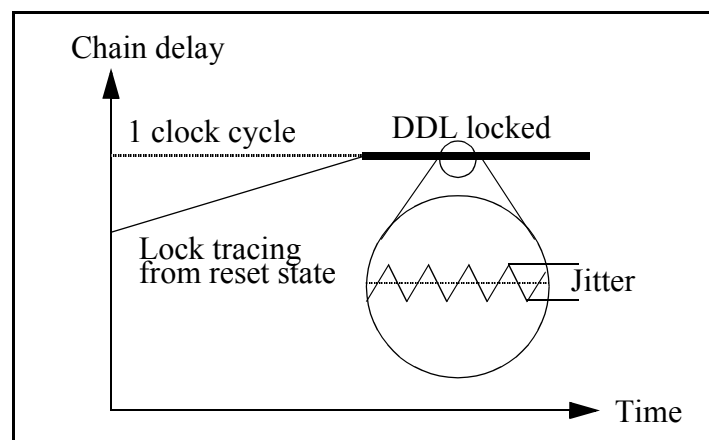 Chain delay
1 clock cycle
DDL locked
Lock tracing
from reset state
Jitter
Time